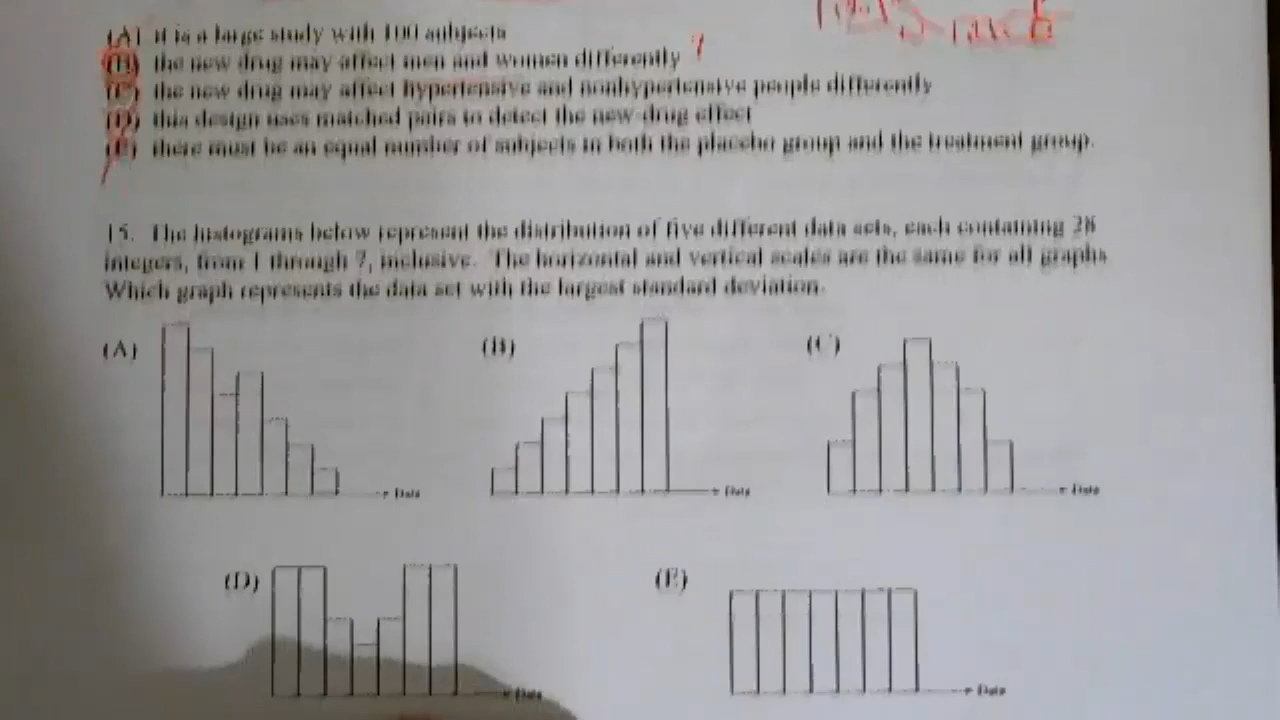 (A) it is a large study with 100 subjects
(B) the new drug may affect men and women differently ?
(C) the new drug may affect hypertensive and nonhypertensive people differently
(D) this design uses matched pairs to detect the new-drug effect
(E) there must be an equal number of subjects in both the placebo group and the treatment group.
15. The histograms below represent the distribution of five different data sets, each containing 28
integers, from 1 through 7, inclusive. The horizontal and vertical scales are the same for all graphs
Which graph represents the data set with the largest standard deviation.
(A) (B) (C)
Data Data Data
(D) (E)
Data Data